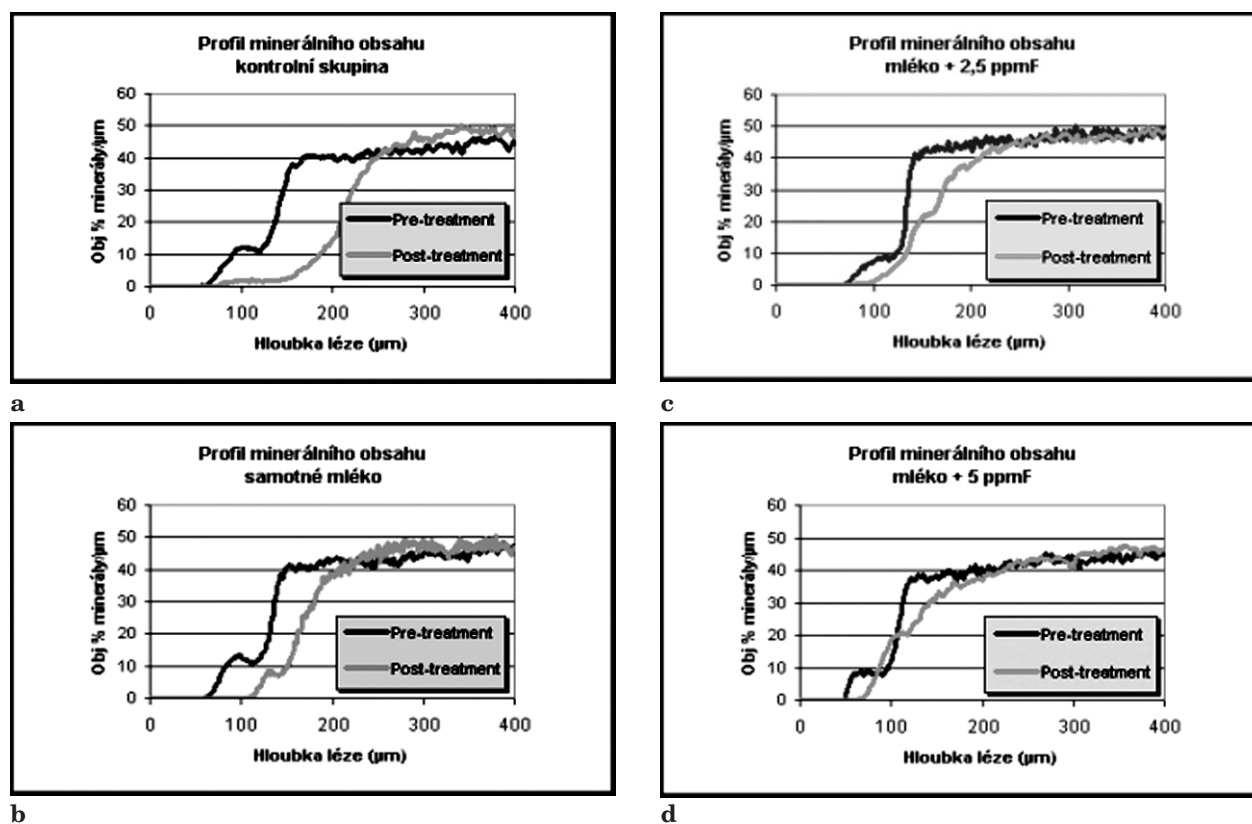 Profil minerálního obsahu
kontrolní skupina
Obj % minerály/µm
60
50
40
30
20
10
0
Pre-treatment
Post-treatment
0 100 200 300 400
Hloubka léze (µm)
a
Profil minerálního obsahu
mléko + 2,5 ppmF
Obj % minerály/µm
60
50
40
30
20
10
0
Pre-treatment
Post-treatment
0 100 200 300 400
Hloubka léze (µm)
c
Profil minerálního obsahu
samotné mléko
Obj % minerály/µm
60
50
40
30
20
10
0
Pre-treatment
Post-treatment
0 100 200 300 400
Hloubka léze (µm)
b
Profil minerálního obsahu
mléko + 5 ppmF
Obj % minerály/µm
60
50
40
30
20
10
0
Pre-treatment
Post-treatment
0 100 200 300 400
Hloubka léze (µm)
d